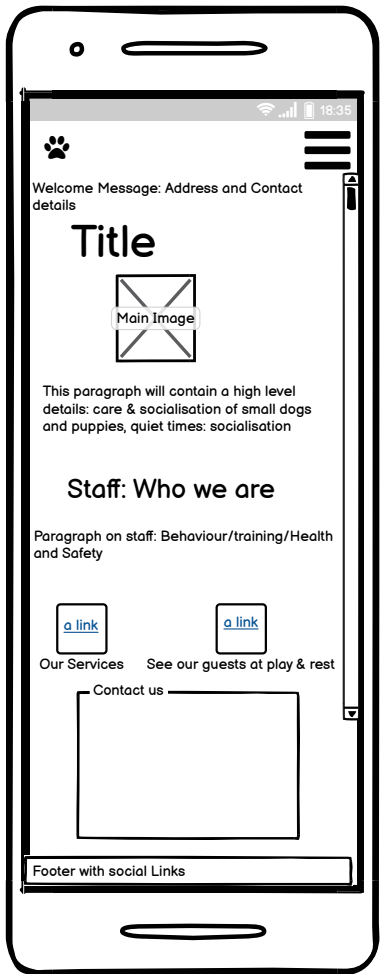 18:35
Welcome Message: Address and Contact
details
Title
Main Image
This paragraph will contain a high level
details: care & socialisation of small dogs
and puppies, quiet times: socialisation
Staff: Who we are
Paragraph on staff: Behaviour/training/Health
and Safety
a link
a link
Our Services
See our guests at play & rest
Contact us
Footer with social Links